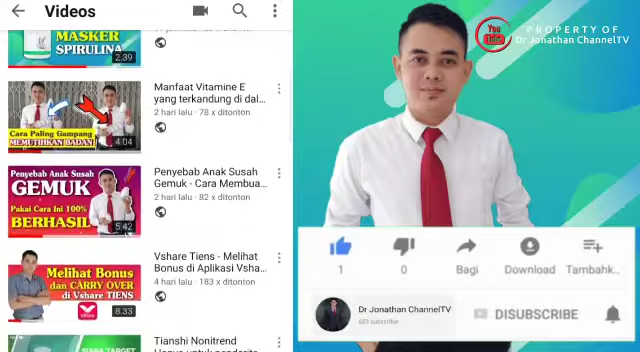 Videos
MASKER
SPIRULINA
2.39
Manfaat Vitamine E
yang terkandung di dal...
2 hari lalu · 78 x ditonton
Cara Paling Gampang
MEMUTIHKAN BADAN
4:04
Penyebab Anak Susah
GEMUK
Pakai Cara Ini 100%
BERHASIL
5.42
Penyebab Anak Susah
Gemuk - Cara Membua...
2 hari lalu · 82 x ditonton
Melihat Bonus
dan CARRY OVER
di Vshare TIENS
Vshare
8.33
Vshare Tiens - Melihat
Bonus di Aplikasi Vsha...
4 hari lalu · 183 x ditonton
Tianshi Nonitrend
You
Tube
PROPERTY OF
Dr Jonathan ChannelTV
1
0
Bagi
Download
Tambahk..
Dr Jonathan ChannelTV
DISUBSCRIBE